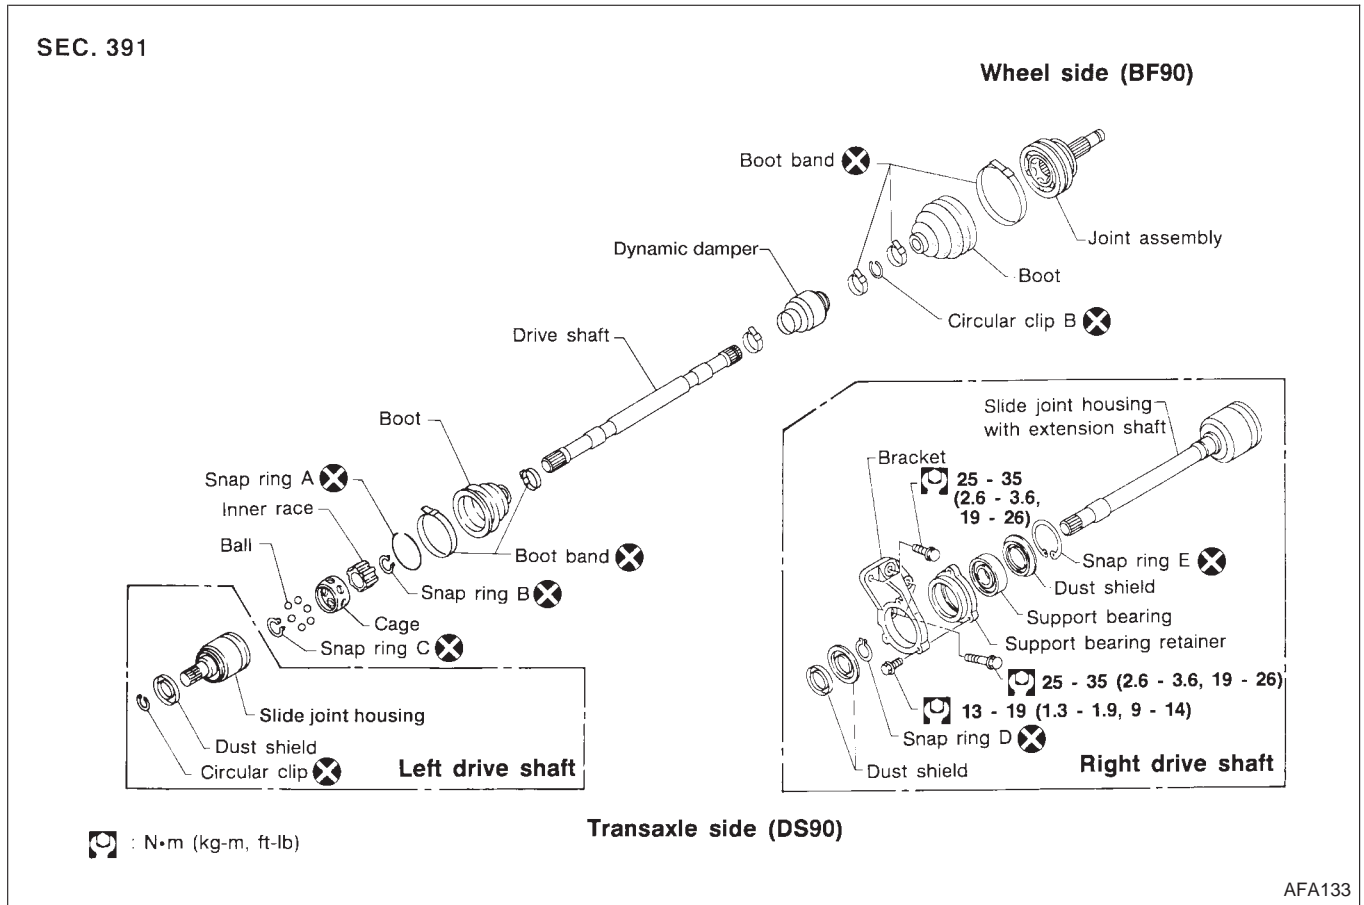 SEC. 391
Wheel side (BF90)
Boot band
Joint assembly
Dynamic damper
Boot
Circular clip B
Drive shaft
Slide joint housing
with extension shaft
Boot
Bracket
Snap ring A
25 - 35
(2.6 - 3.6,
19 - 26)
Inner race
Ball
Boot band
Snap ring E
Dust shield
Snap ring B
Support bearing
Cage
Snap ring C
Support bearing retainer
25 - 35 (2.6 - 3.6, 19 - 26)
13 - 19 (1.3 - 1.9, 9 - 14)
Slide joint housing
Snap ring D
Dust shield
Circular clip
Left drive shaft
Dust shield
Right drive shaft
Transaxle side (DS90)
: N•m (kg-m, ft-lb)
AFA133